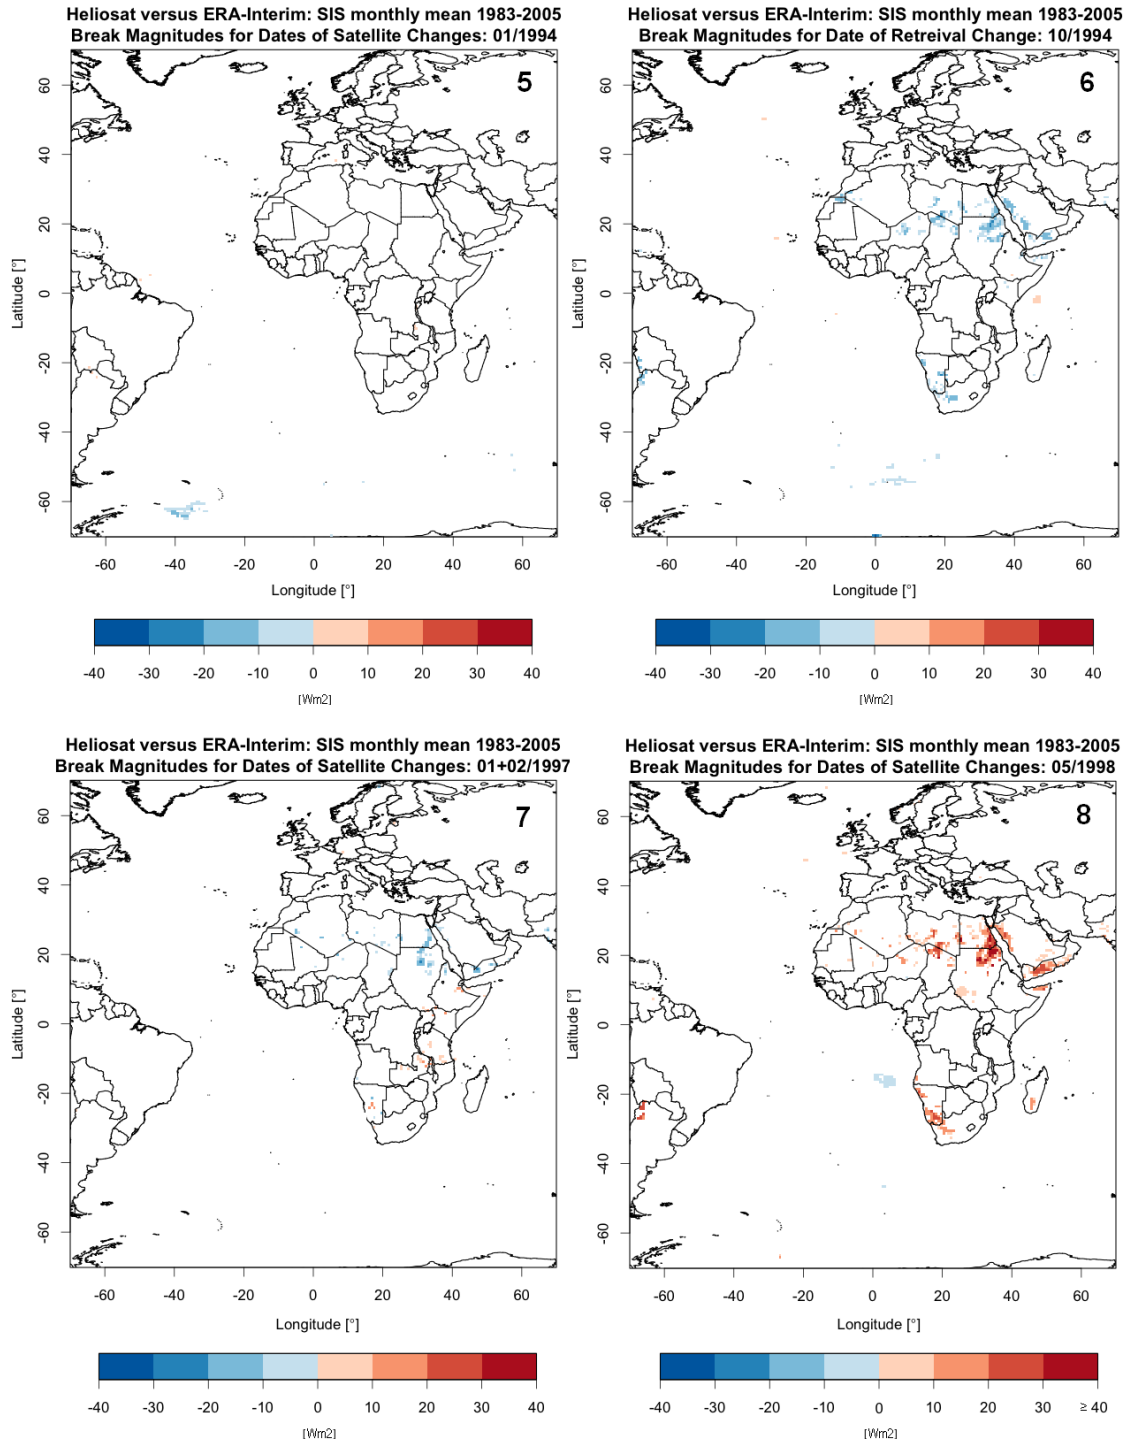 Heliosat versus ERA-Interim: SIS monthly mean 1983-2005
Break Magnitudes for Dates of Satellite Changes: 01/1994
5
60
40
20
0
20
40
60
Latitude [°]
-60 -40 -20 0 20 40 60
Longitude [°]
-40 -30 -20 -10 0 10 20 30 40
[Wm2]
Heliosat versus ERA-Interim: SIS monthly mean 1983-2005
Break Magnitudes for Date of Retreival Change: 10/1994
6
60
40
20
0
20
40
60
Latitude [°]
-60 -40 -20 0 20 40 60
Longitude [°]
-40 -30 -20 -10 0 10 20 30 40
[Wm2]
Heliosat versus ERA-Interim: SIS monthly mean 1983-2005
Break Magnitudes for Dates of Satellite Changes: 01+02/1997
7
60
40
20
0
20
40
-60
Latitude [°]
-60 -40 -20 0 20 40 60
Longitude [°]
-40 -30 -20 -10 0 10 20 30 40
[Wm2]
Heliosat versus ERA-Interim: SIS monthly mean 1983-2005
Break Magnitudes for Dates of Satellite Changes: 05/1998
8
60
40
20
0
20
40
-60
Latitude [°]
-60 -40 -20 0 20 40 60
Longitude [°]
-40 -30 -20 -10 0 10 20 30 ≥ 40
[Wm2]